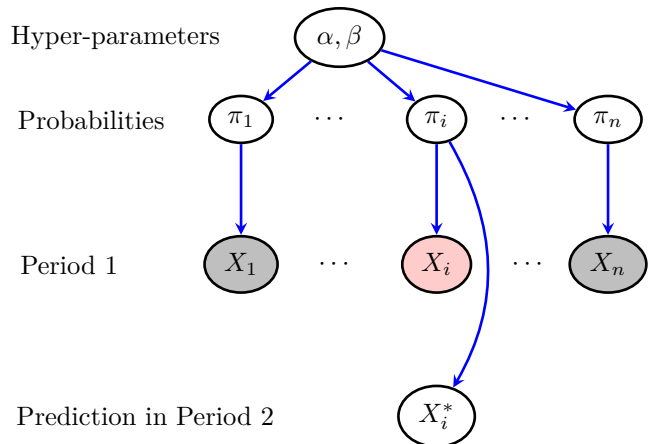 Hyper-parameters α, β
Probabilities π₁ ··· πᵢ ··· πₙ
Period 1 X₁ ··· Xᵢ ··· Xₙ
Prediction in Period 2 Xᵢ*